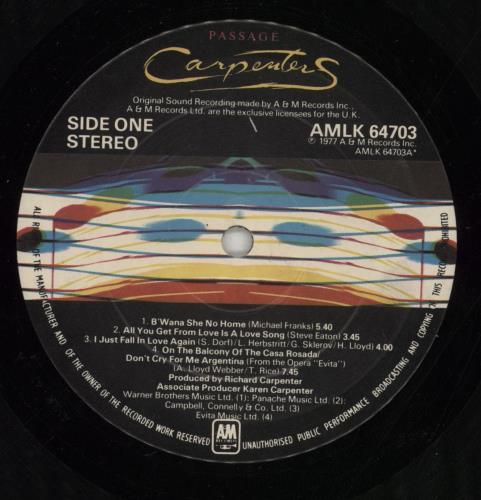 PASSAGE
Carpenters
Original Sound Recording made by A & M Records Inc.,
A & M Records Ltd. are the exclusive licensees for the U.K.
SIDE ONE
STEREO
AMLK 64703
℗ 1977 A & M Records Inc.
AMLK 64703A*
1. B'Wana She No Home (Michael Franks) 5.40
2. All You Get From Love Is A Love Song (Steve Eaton) 3.45
3. I Just Fall In Love Again (S. Dorf/ L. Herbstritt/ G. Sklerov/ H. Lloyd) 4.00
4. On The Balcony Of The Casa Rosada/
Don't Cry For Me Argentina (From the Opera "Evita")
(A. Lloyd Webber/ T. Rice) 7.45
Produced by Richard Carpenter
Associate Producer Karen Carpenter
Warner Brothers Music Ltd. (1) Panache Music Ltd. (2):
Campbell, Connelly & Co. Ltd. (3)
Evita Music Ltd. (4)
A&M
RECORDS
ALL RIGHTS OF THE MANUFACTURER AND OF THE OWNER OF THE RECORDED WORK RESERVED
UNAUTHORISED PUBLIC PERFORMANCE BROADCASTING AND COPYING OF THIS RECORD PROHIBITED